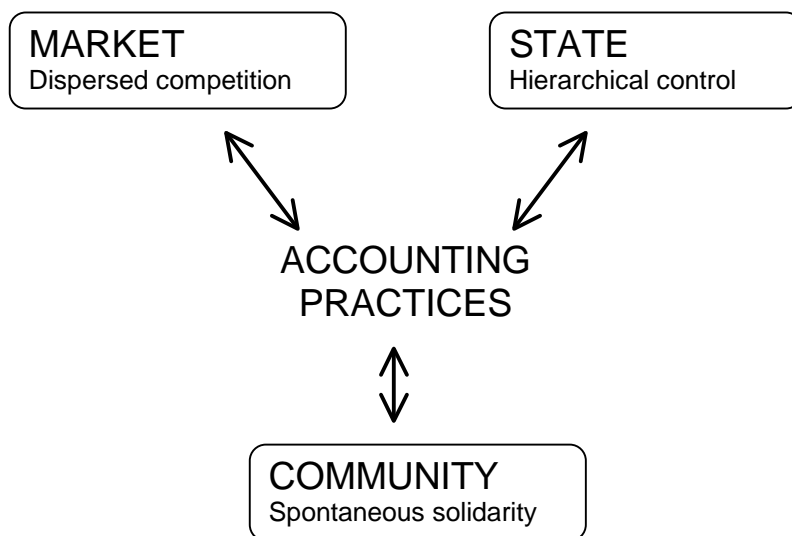 MARKET
Dispersed competition
STATE
Hierarchical control
ACCOUNTING
PRACTICES
COMMUNITY
Spontaneous solidarity